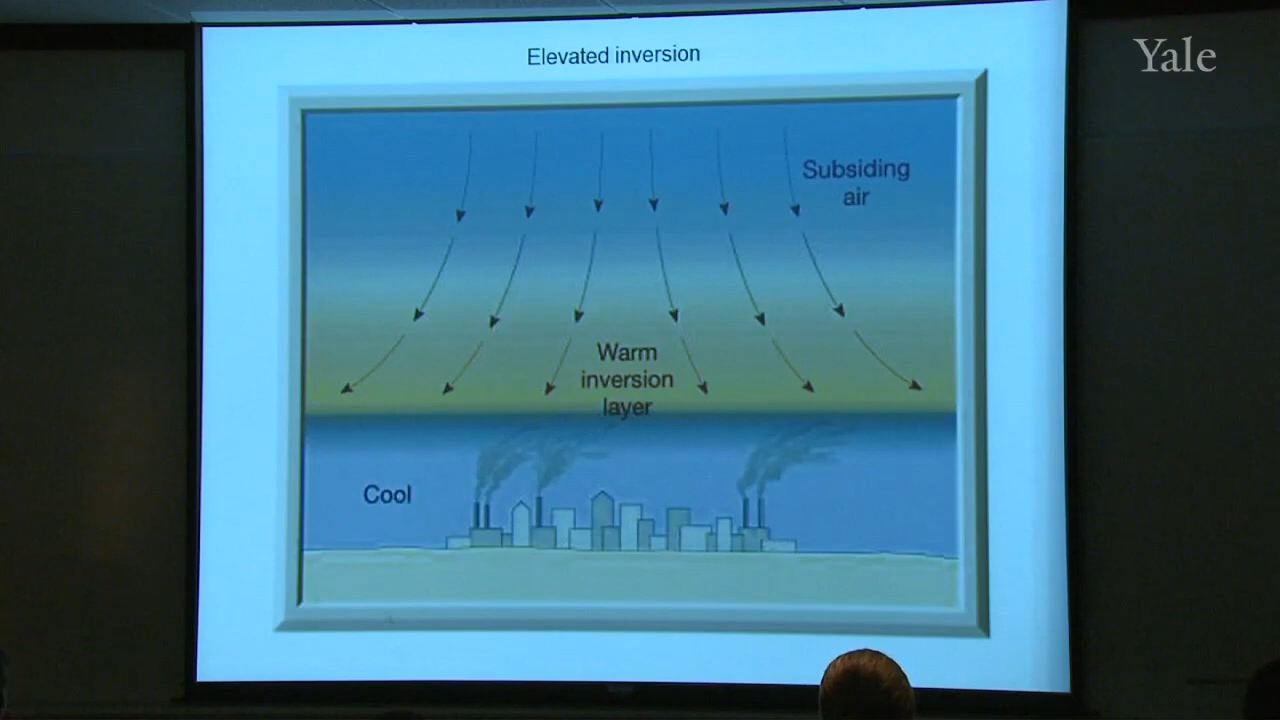 Elevated inversion
Yale
Subsiding
air
Warm
inversion
layer
Cool